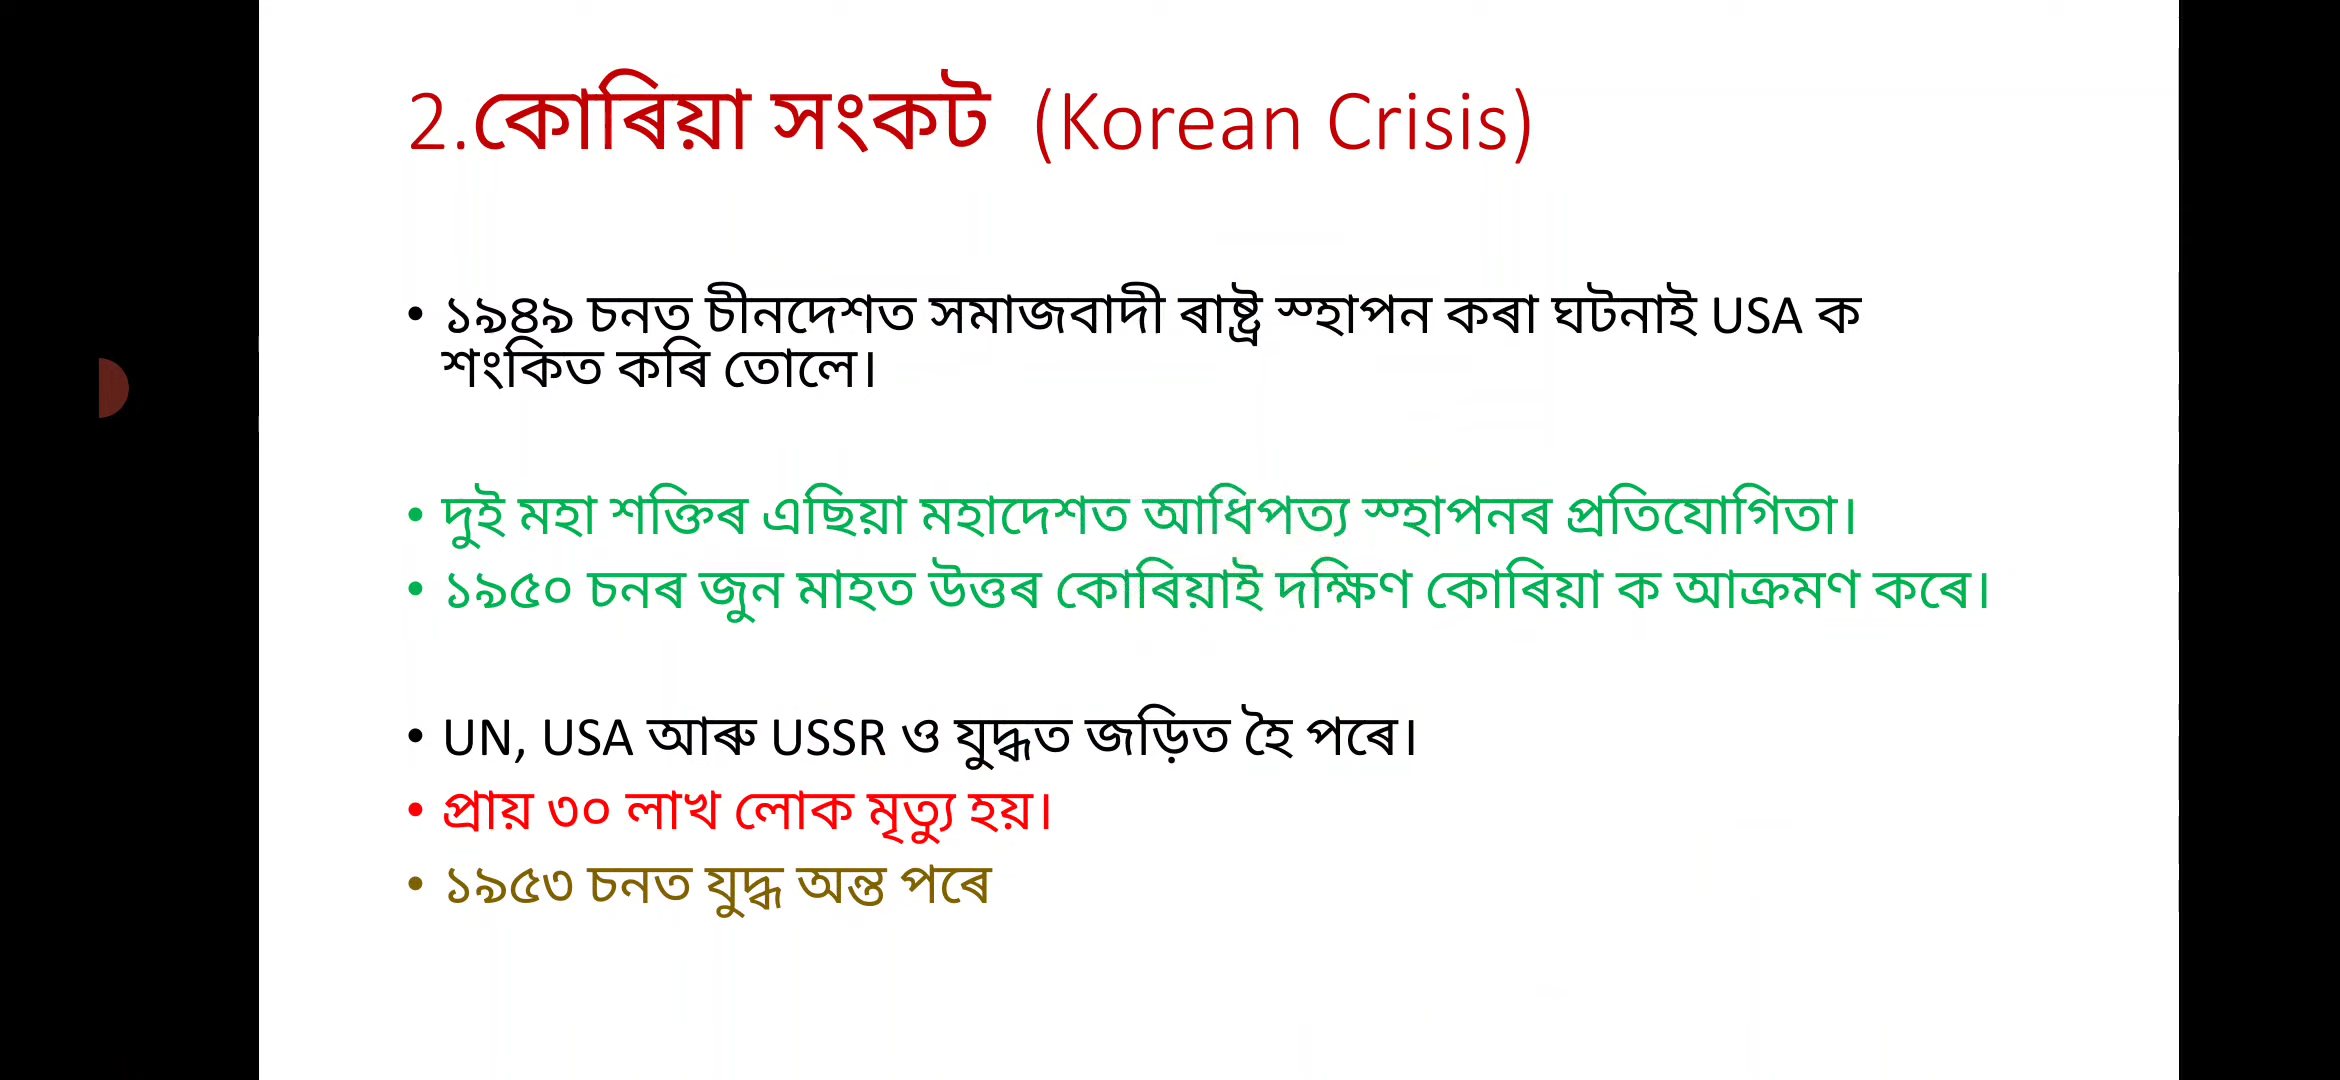 2.কোৰিয়া সংকট (Korean Crisis)
• ১৯৪৯ চনত চীনদেশত সমাজবাদী ৰাষ্ট্ৰ স্হাপন কৰা ঘটনাই USA ক
শংকিত কৰি তোলে।
• দুই মহা শক্তিৰ এছিয়া মহাদেশত আধিপত্য স্হাপনৰ প্ৰতিযোগিতা।
• ১৯৫০ চনৰ জুন মাহত উত্তৰ কোৰিয়াই দক্ষিণ কোৰিয়া ক আক্ৰমণ কৰে।
• UN, USA আৰু USSR ও যুদ্ধত জড়িত হৈ পৰে।
• প্ৰায় ৩০ লাখ লোক মৃত্যু হয়।
• ১৯৫৩ চনত যুদ্ধ অন্ত পৰে